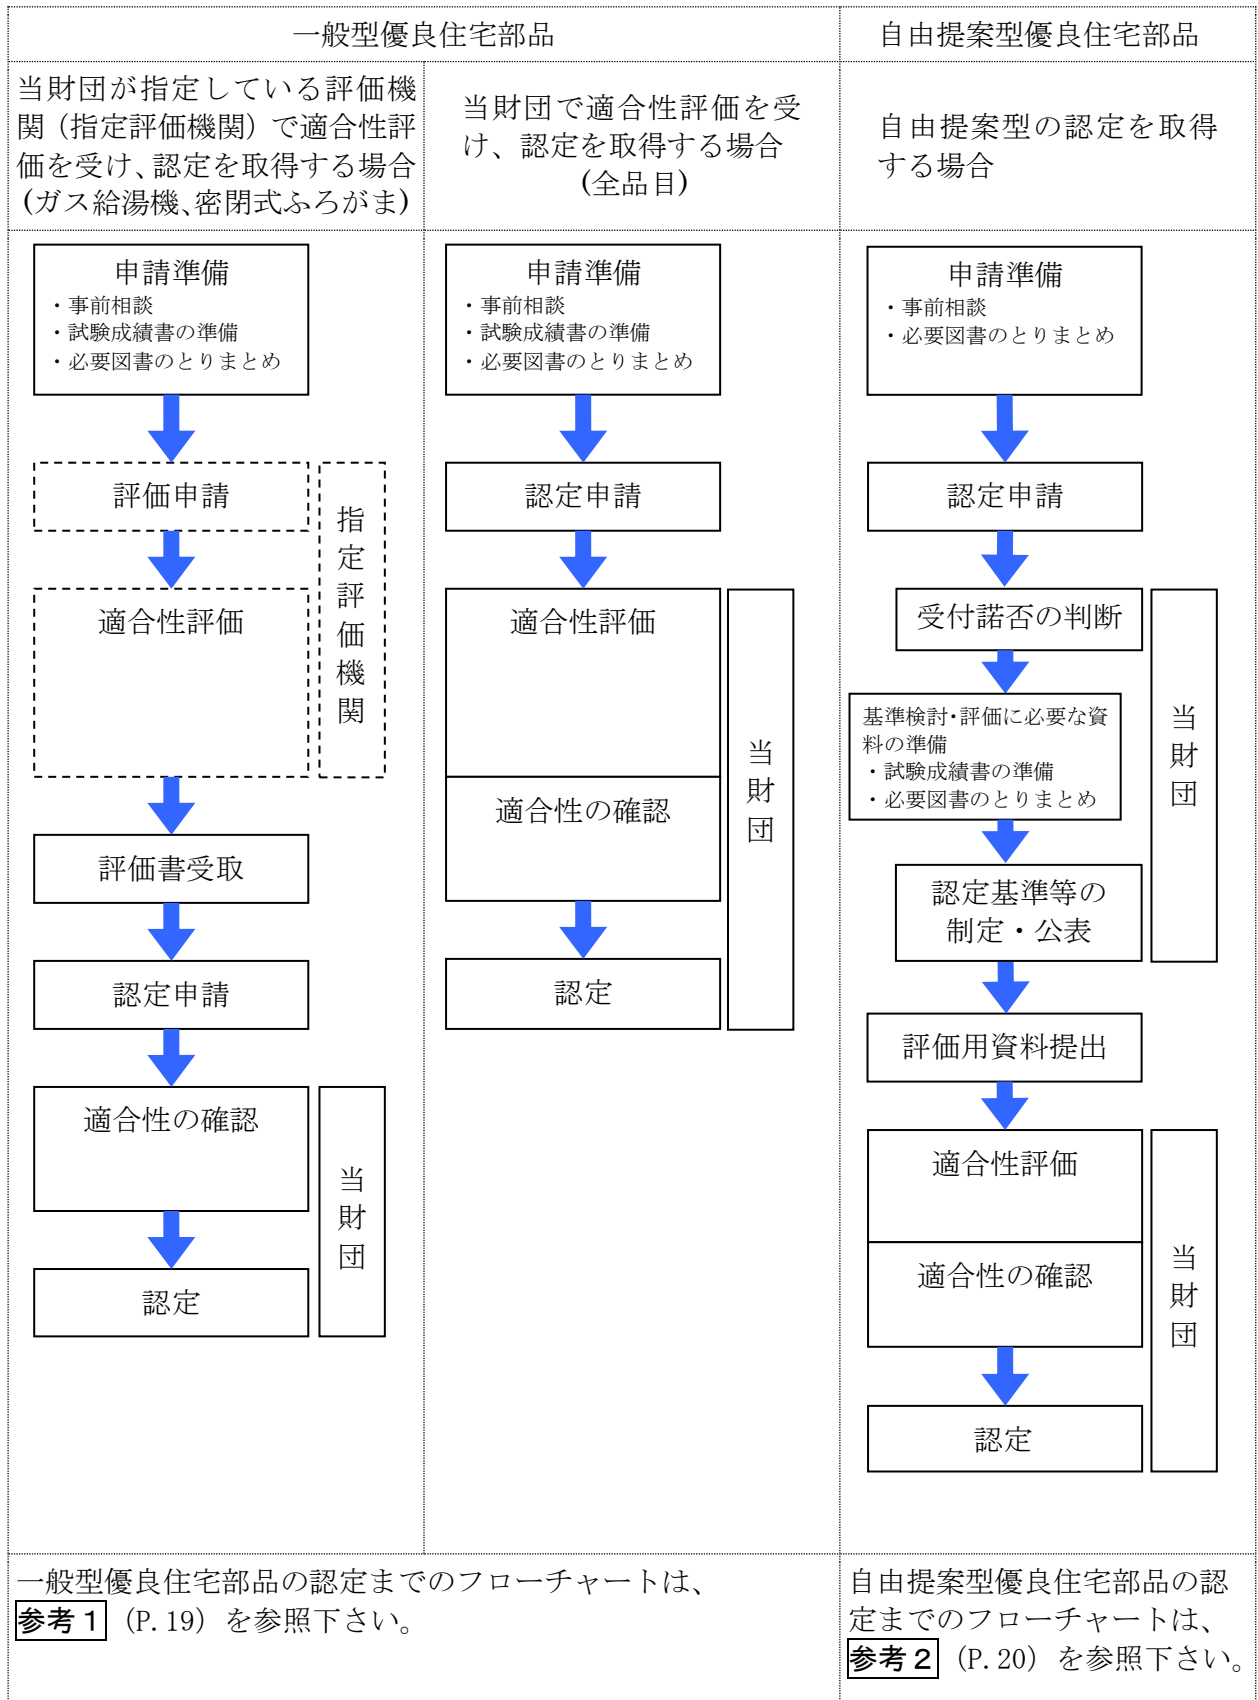 一般型優良住宅部品
自由提案型優良住宅部品
当財団が指定している評価機
関（指定評価機関）で適合性評
価を受け、認定を取得する場合
(ガス給湯機、密閉式ふろがま)
当財団で適合性評価を受
け、認定を取得する場合
(全品目)
自由提案型の認定を取得
する場合
申請準備
・事前相談
・試験成績書の準備
・必要図書のとりまとめ
評価申請
適合性評価
指定評価機関
評価書受取
認定申請
適合性の確認
認定
当財団
申請準備
・事前相談
・試験成績書の準備
・必要図書のとりまとめ
認定申請
適合性評価
適合性の確認
認定
当財団
申請準備
・事前相談
・必要図書のとりまとめ
認定申請
受付諾否の判断
基準検討・評価に必要な資
料の準備
・試験成績書の準備
・必要図書のとりまとめ
認定基準等の
制定・公表
当財団
評価用資料提出
適合性評価
適合性の確認
認定
当財団
一般型優良住宅部品の認定までのフローチャートは、
参考１（P.19）を参照下さい。
自由提案型優良住宅部品の認
定までのフローチャートは、
参考２（P.20）を参照下さい。